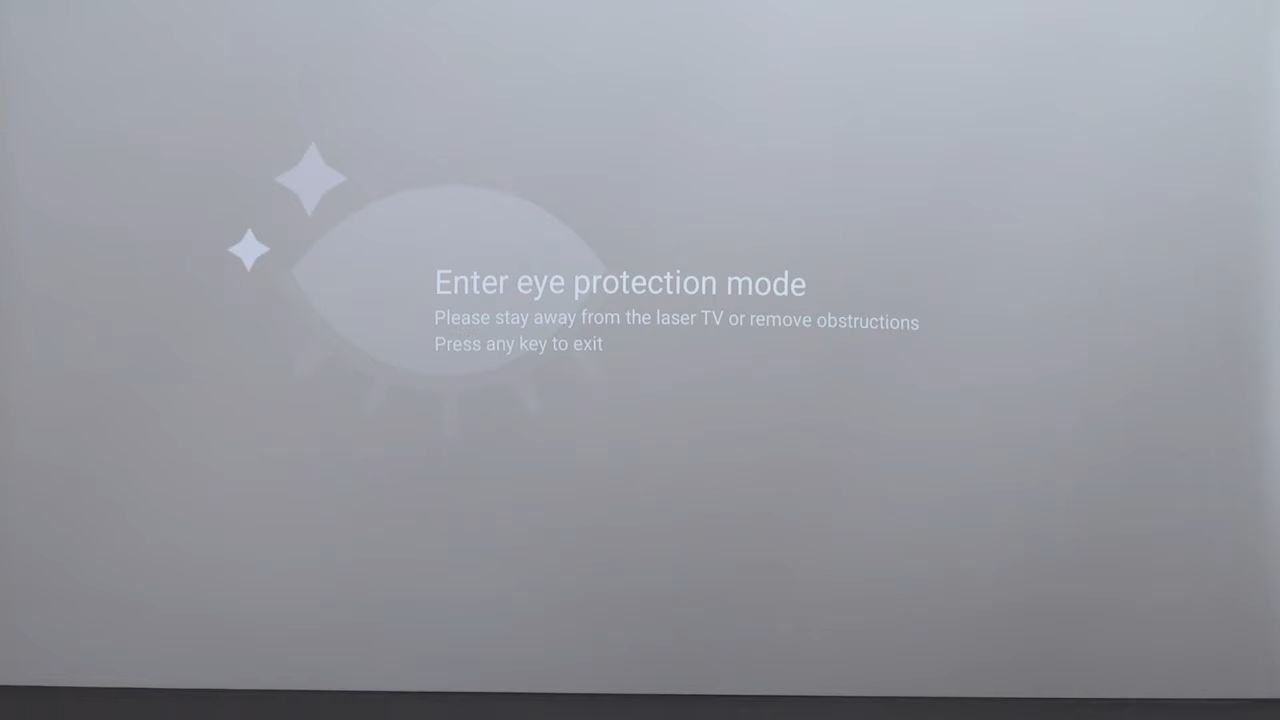 Enter eye protection mode
Please stay away from the laser TV or remove obstructions
Press any key to exit